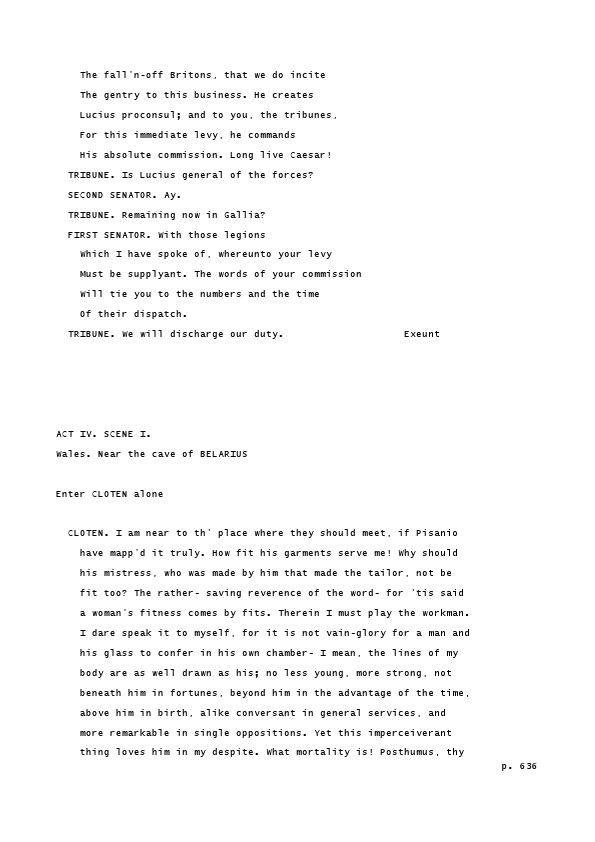 The fall'n-off Britons, that we do incite
The gentry to this business. He creates
Lucius proconsul; and to you, the tribunes,
For this immediate levy, he commands
His absolute commission. Long live Caesar!
TRIBUNE. Is Lucius general of the forces?
SECOND SENATOR. Ay.
TRIBUNE. Remaining now in Gallia?
FIRST SENATOR. With those legions
Which I have spoke of, whereunto your levy
Must be supplyant. The words of your commission
Will tie you to the numbers and the time
Of their dispatch.
TRIBUNE. We will discharge our duty. Exeunt
ACT IV. SCENE I.
Wales. Near the cave of BELARIUS
Enter CLOTEN alone
CLOTEN. I am near to th' place where they should meet, if Pisanio
have mapp'd it truly. How fit his garments serve me! Why should
his mistress, who was made by him that made the tailor, not be
fit too? The rather- saving reverence of the word- for 'tis said
a woman's fitness comes by fits. Therein I must play the workman.
I dare speak it to myself, for it is not vain-glory for a man and
his glass to confer in his own chamber- I mean, the lines of my
body are as well drawn as his; no less young, more strong, not
beneath him in fortunes, beyond him in the advantage of the time,
above him in birth, alike conversant in general services, and
more remarkable in single oppositions. Yet this imperceiverant
thing loves him in my despite. What mortality is! Posthumus, thy
p. 636